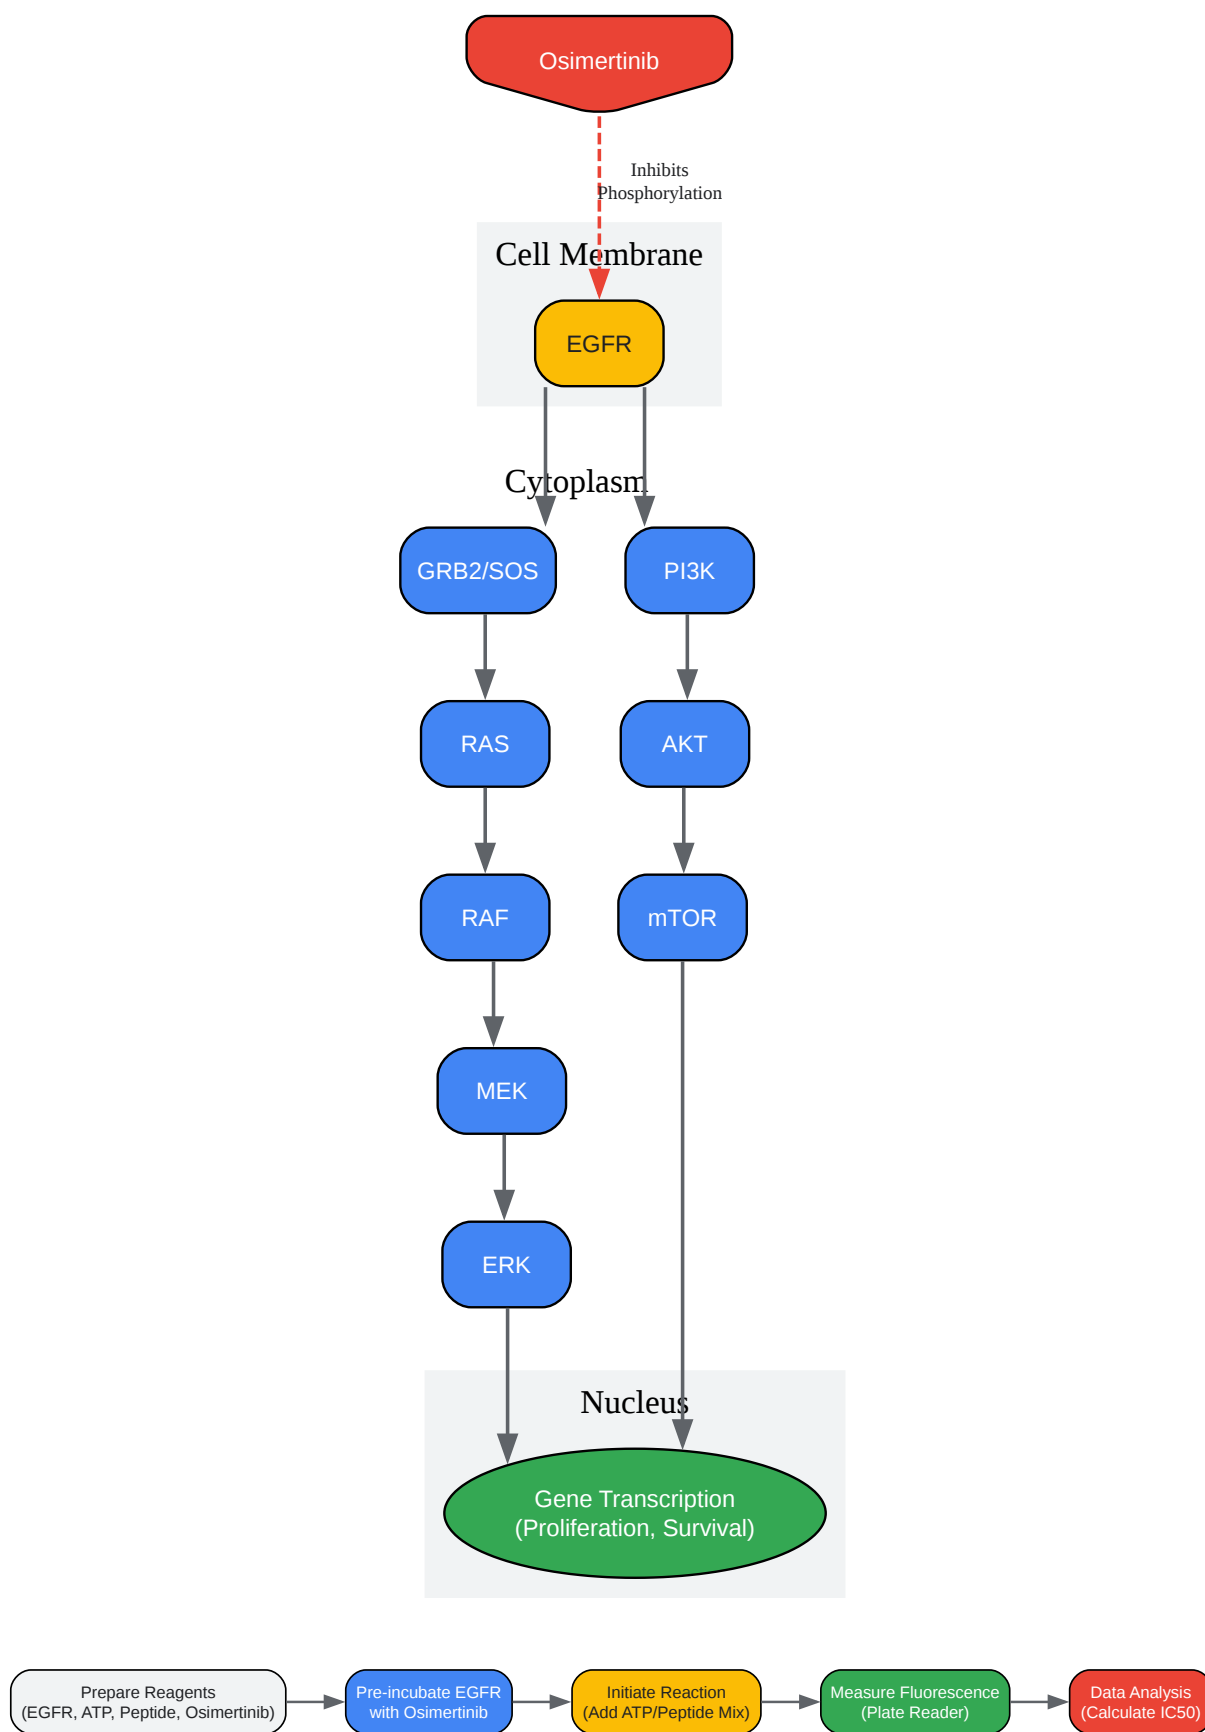 Osimertinib
Inhibits
Phosphorylation
Cell Membrane
EGFR
Cytoplasm
GRB2/SOS
PI3K
RAS
AKT
RAF
mTOR
MEK
ERK
Nucleus
Gene Transcription
(Proliferation, Survival)
Prepare Reagents
(EGFR, ATP, Peptide, Osimertinib)
Pre-incubate EGFR
with Osimertinib
Initiate Reaction
(Add ATP/Peptide Mix)
Measure Fluorescence
(Plate Reader)
Data Analysis
(Calculate IC50)